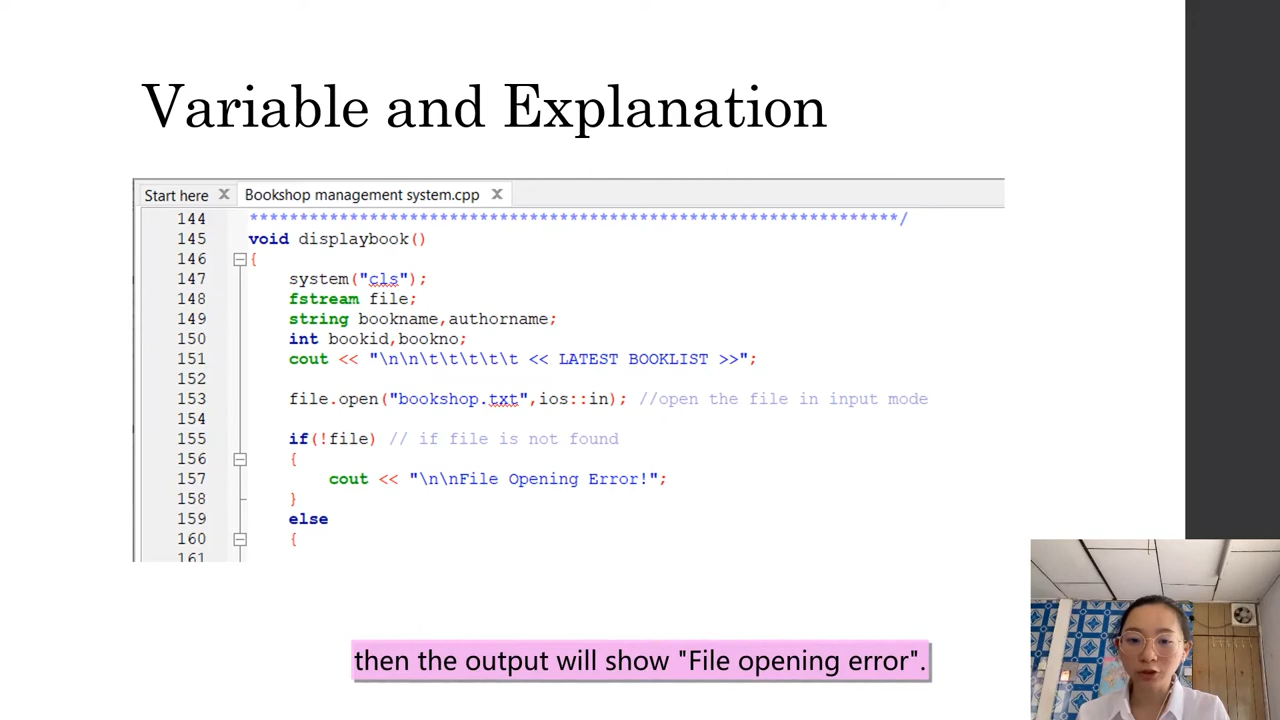 Variable and Explanation
Start here X Bookshop management system.cpp X
144 *****************************************************************/
145 void displaybook()
146 {
147 system("cls");
148 fstream file;
149 string bookname,authorname;
150 int bookid,bookno;
151 cout << "\n\n\t\t\t\t\t << LATEST BOOKLIST >>";
152
153 file.open("bookshop.txt",ios::in); //open the file in input mode
154
155 if(!file) // if file is not found
156 {
157 cout << "\n\nFile Opening Error!";
158 }
159 else
160 {
161
then the output will show "File opening error".